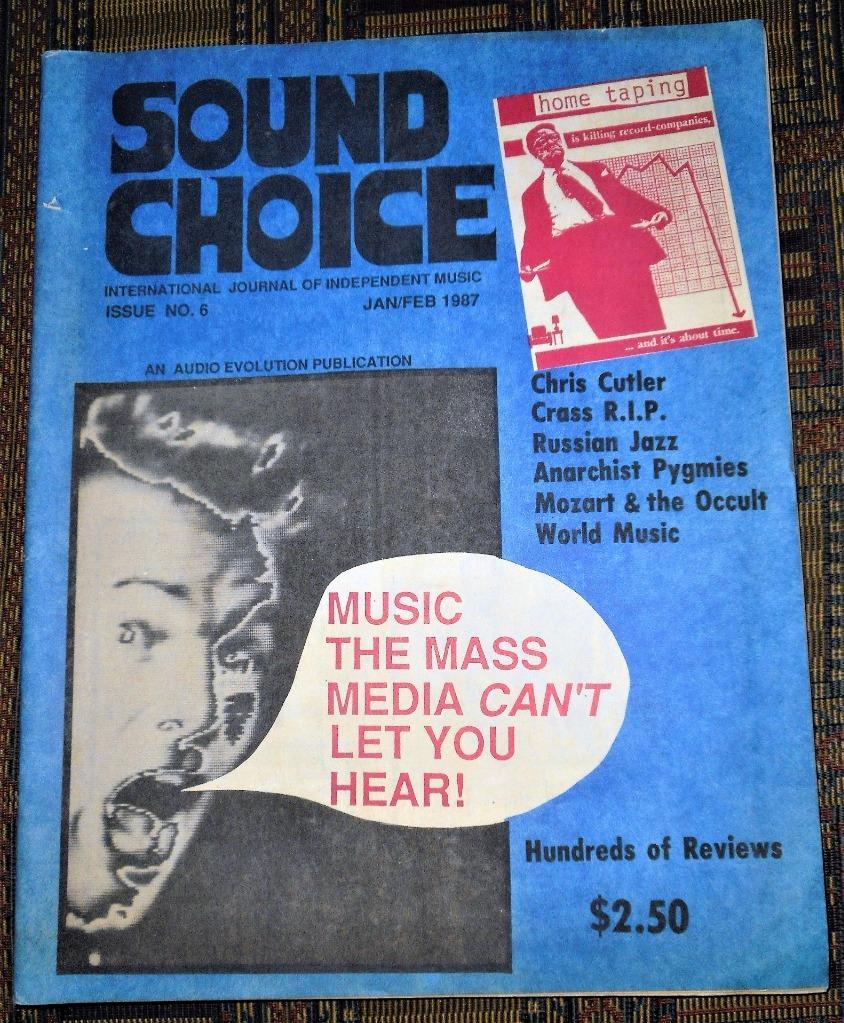 SOUND
CHOICE
INTERNATIONAL JOURNAL OF INDEPENDENT MUSIC
ISSUE NO. 6 JAN/FEB 1987
home taping
is killing record-companies,
... and it's about time.
AN AUDIO EVOLUTION PUBLICATION
Chris Cutler
Crass R.I.P.
Russian Jazz
Anarchist Pygmies
Mozart & the Occult
World Music
MUSIC
THE MASS
MEDIA CAN'T
LET YOU
HEAR!
Hundreds of Reviews
$2.50